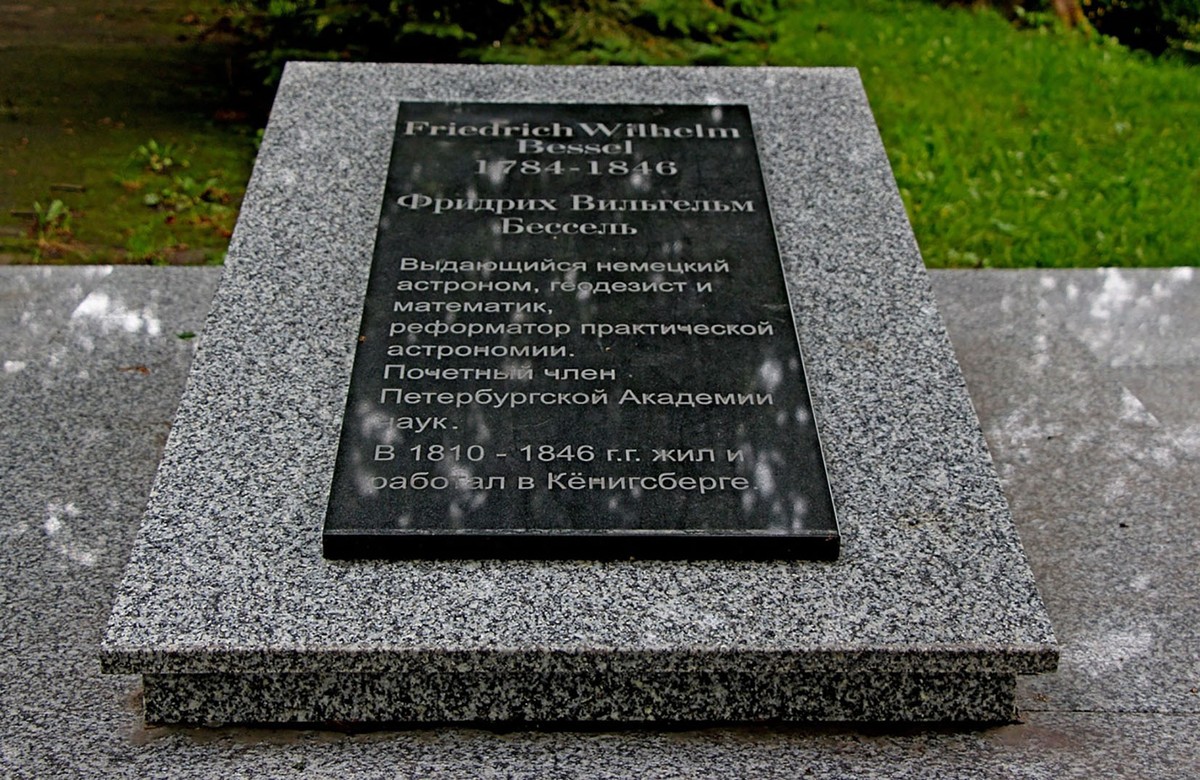 Friedrich Wilhelm
Bessel
1784-1846
Фридрих Вильгельм
Бессель
Выдающийся немецкий
астроном, геодезист и
математик,
реформатор практической
астрономии.
Почетный член
Петербургской Академии
наук.
В 1810 - 1846 г.г. жил и
работал в Кёнигсберге.